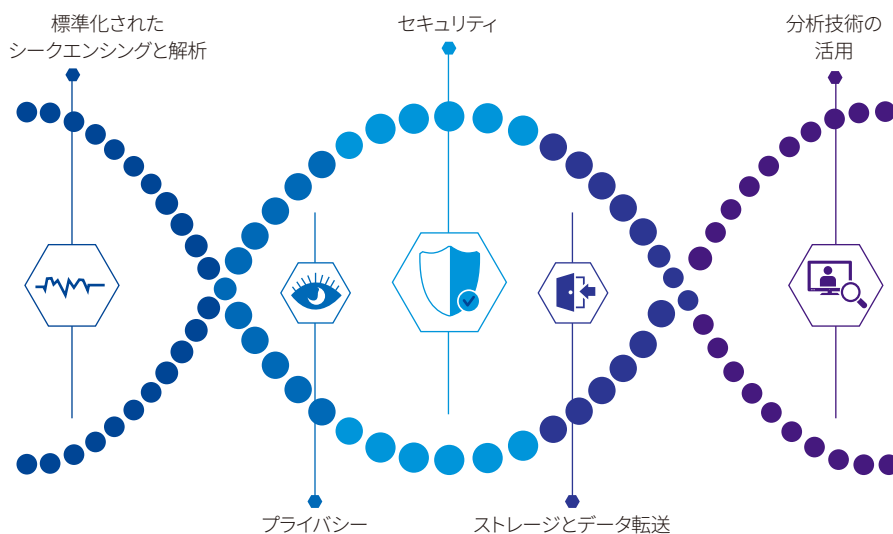 標準化された
シークエンシングと解析
セキュリティ
分析技術の
活用
プライバシー
ストレージとデータ転送